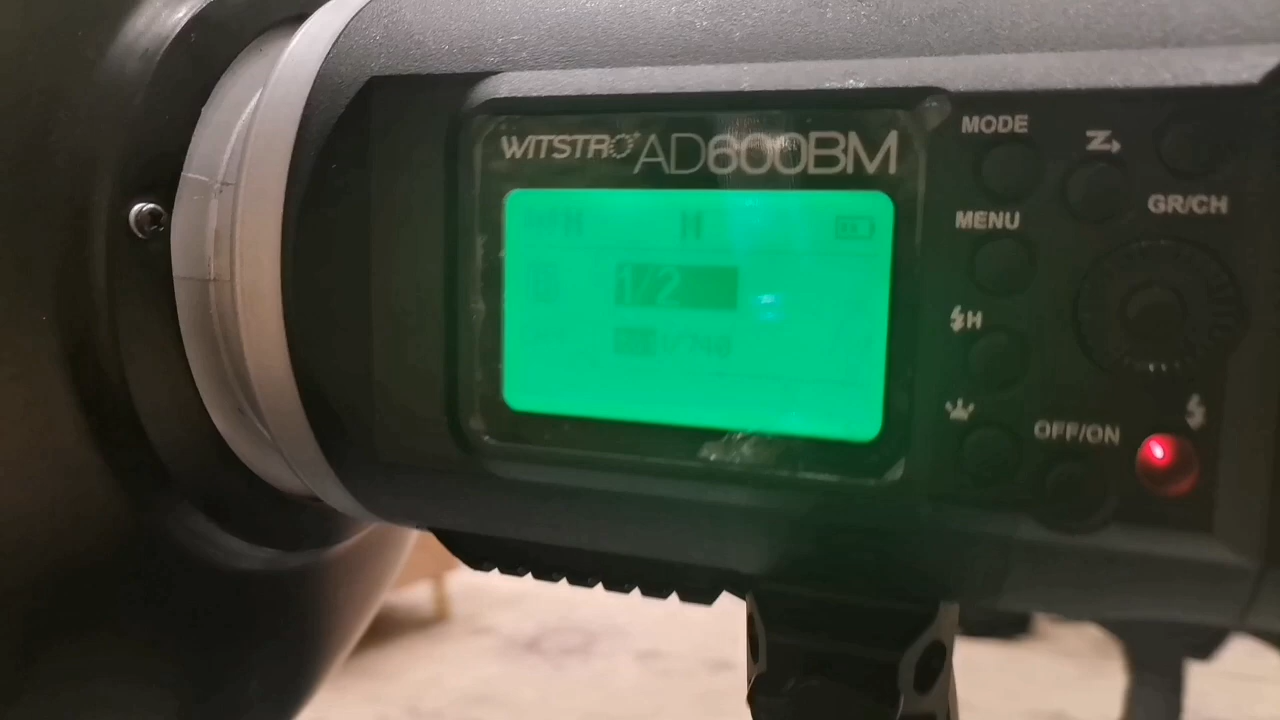 WITSTRO AD600BM
MODE
GR/CH
MENU
M
1/2
H
OFF/ON